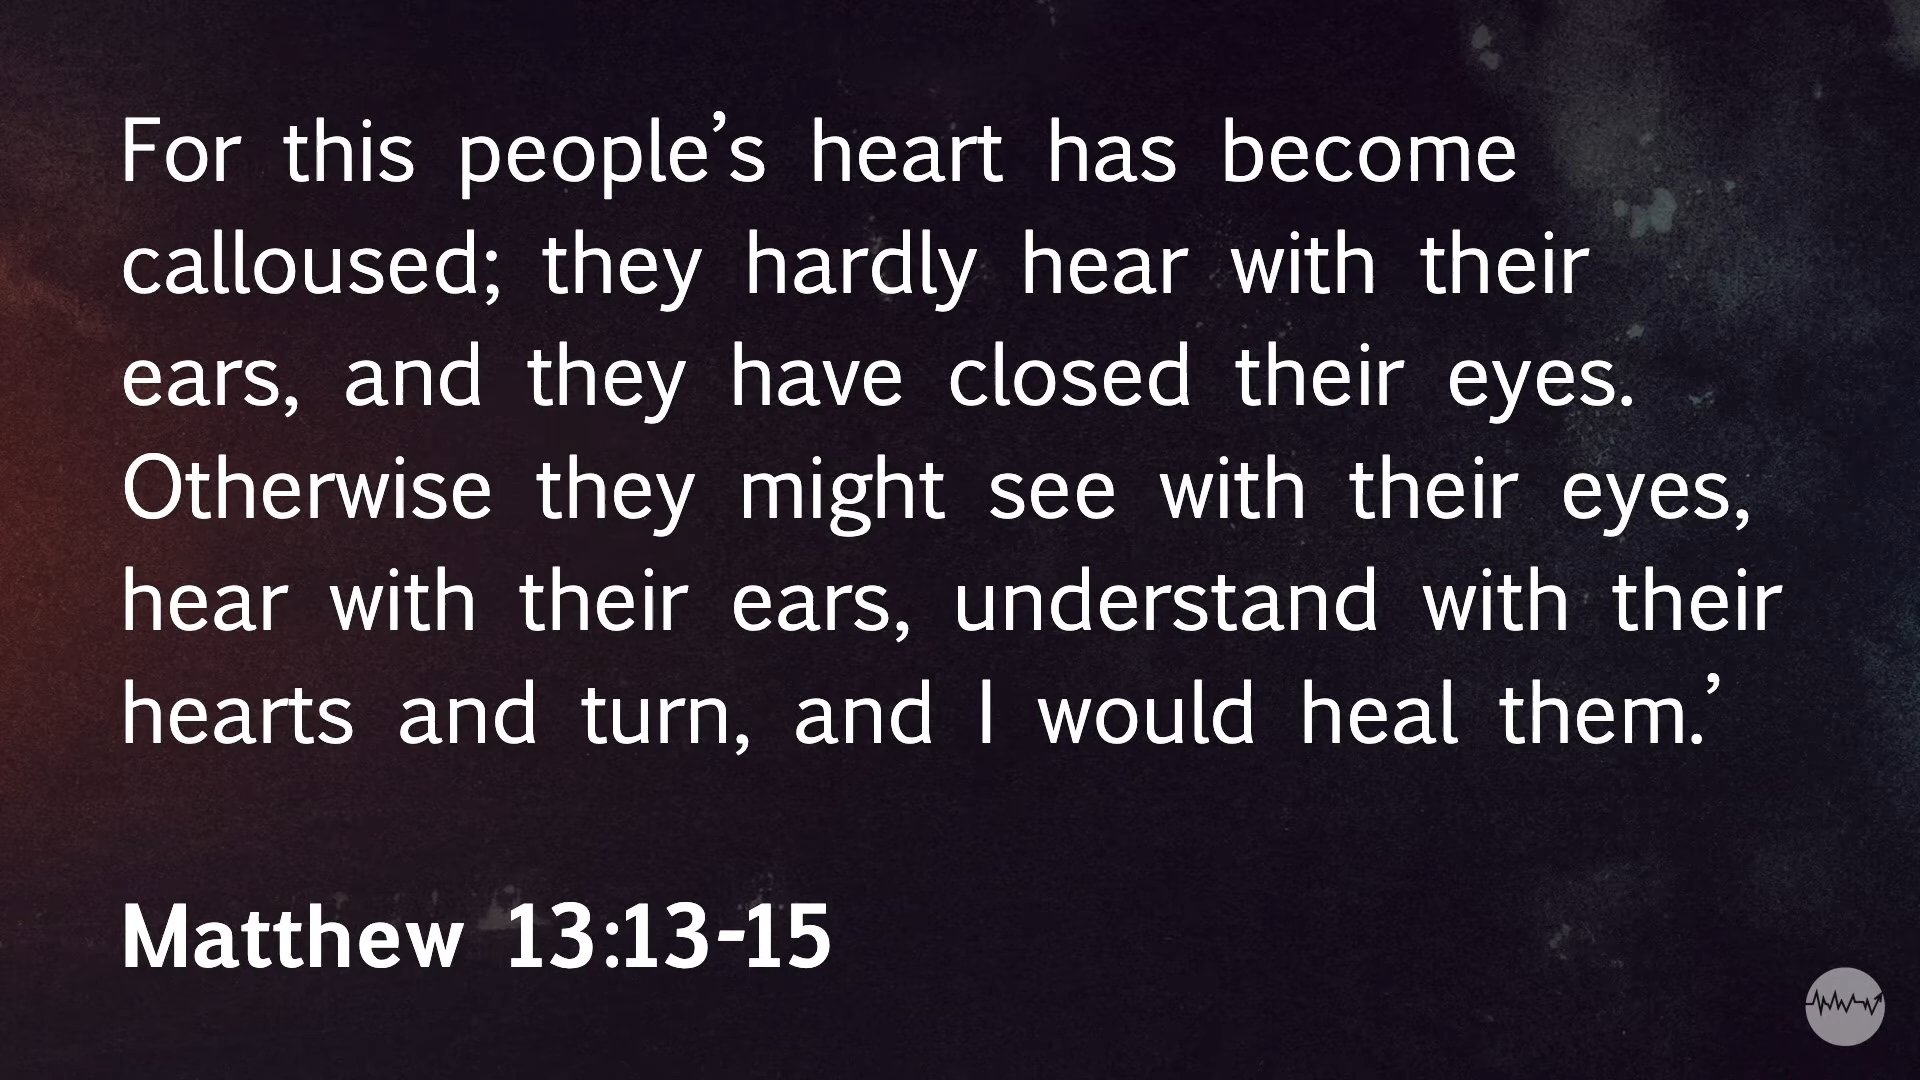 For this people’s heart has become
calloused; they hardly hear with their
ears, and they have closed their eyes.
Otherwise they might see with their eyes,
hear with their ears, understand with their
hearts and turn, and I would heal them.’
Matthew 13:13-15